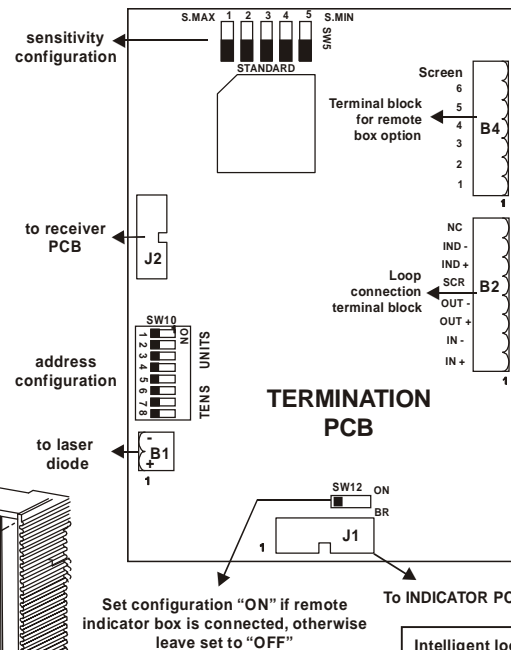 S.MAX 1 2 3 4 5 S.MIN
SW5
STANDARD
sensitivity
configuration
Screen
6
5
4
3
2
1
B4
1
Terminal block
for remote
box option
to receiver
PCB
J2
NC
IND -
IND +
SCR
OUT -
OUT +
IN -
IN +
B2
1
Loop
connection
terminal block
SW10
ON
1
2
3
4
5
6
7
8
UNITS
TENS
address
configuration
TERMINATION
PCB
to laser
diode
-
+
B1
1
SW12 ON
BR
1 J1
Set configuration “ON” if remote
indicator box is connected, otherwise
leave set to “OFF”
To INDICATOR PC
Intelligent loo